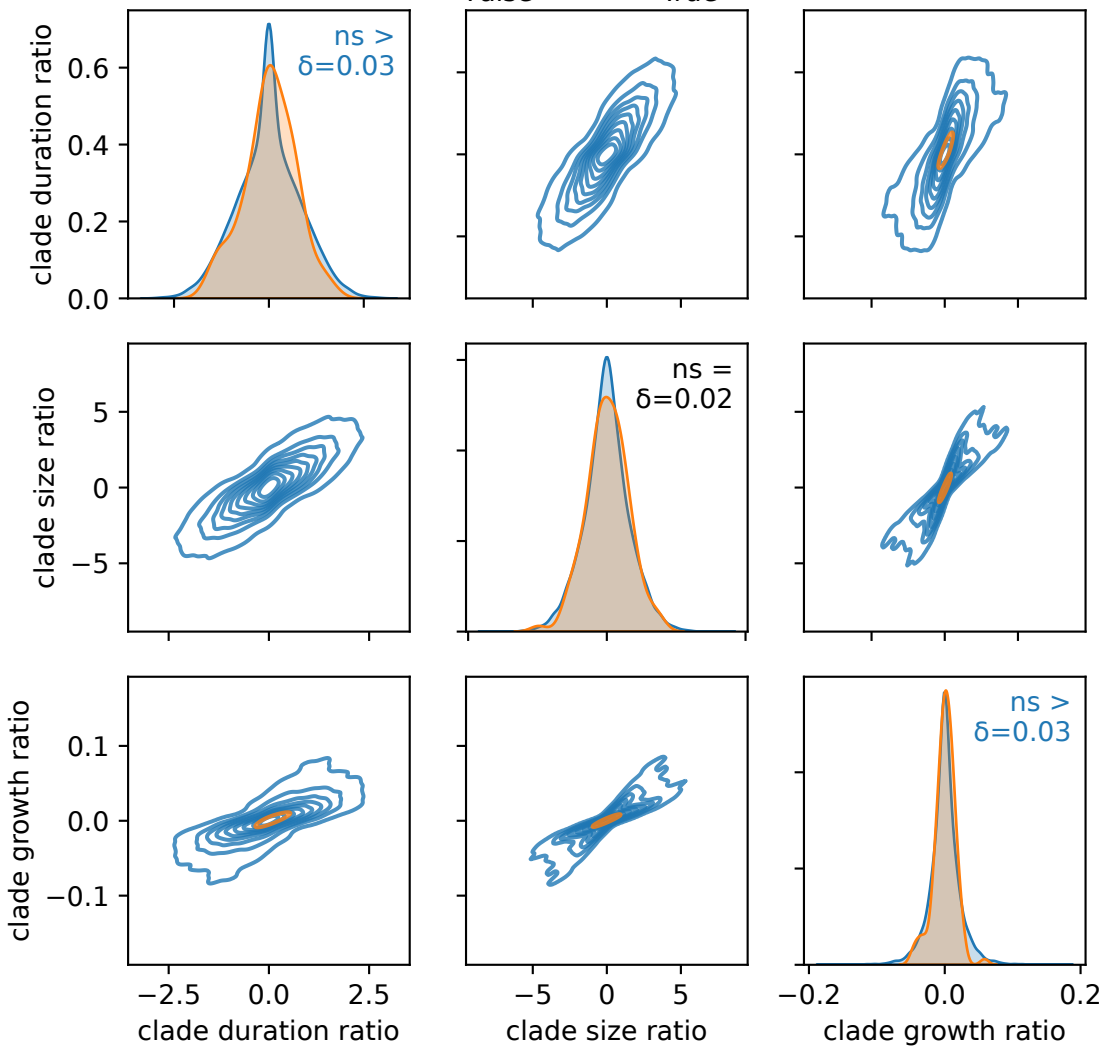 ns >
δ=0.03
clade duration ratio
0.6
0.4
0.2
0.0
−5
0
5
clade size ratio
5
0
−5
ns =
δ=0.02
clade growth ratio
0.1
0.0
−0.1
ns >
δ=0.03
−2.5
0.0
2.5
−5
0
5
−0.2
0.0
0.2
clade duration ratio
clade size ratio
clade growth ratio